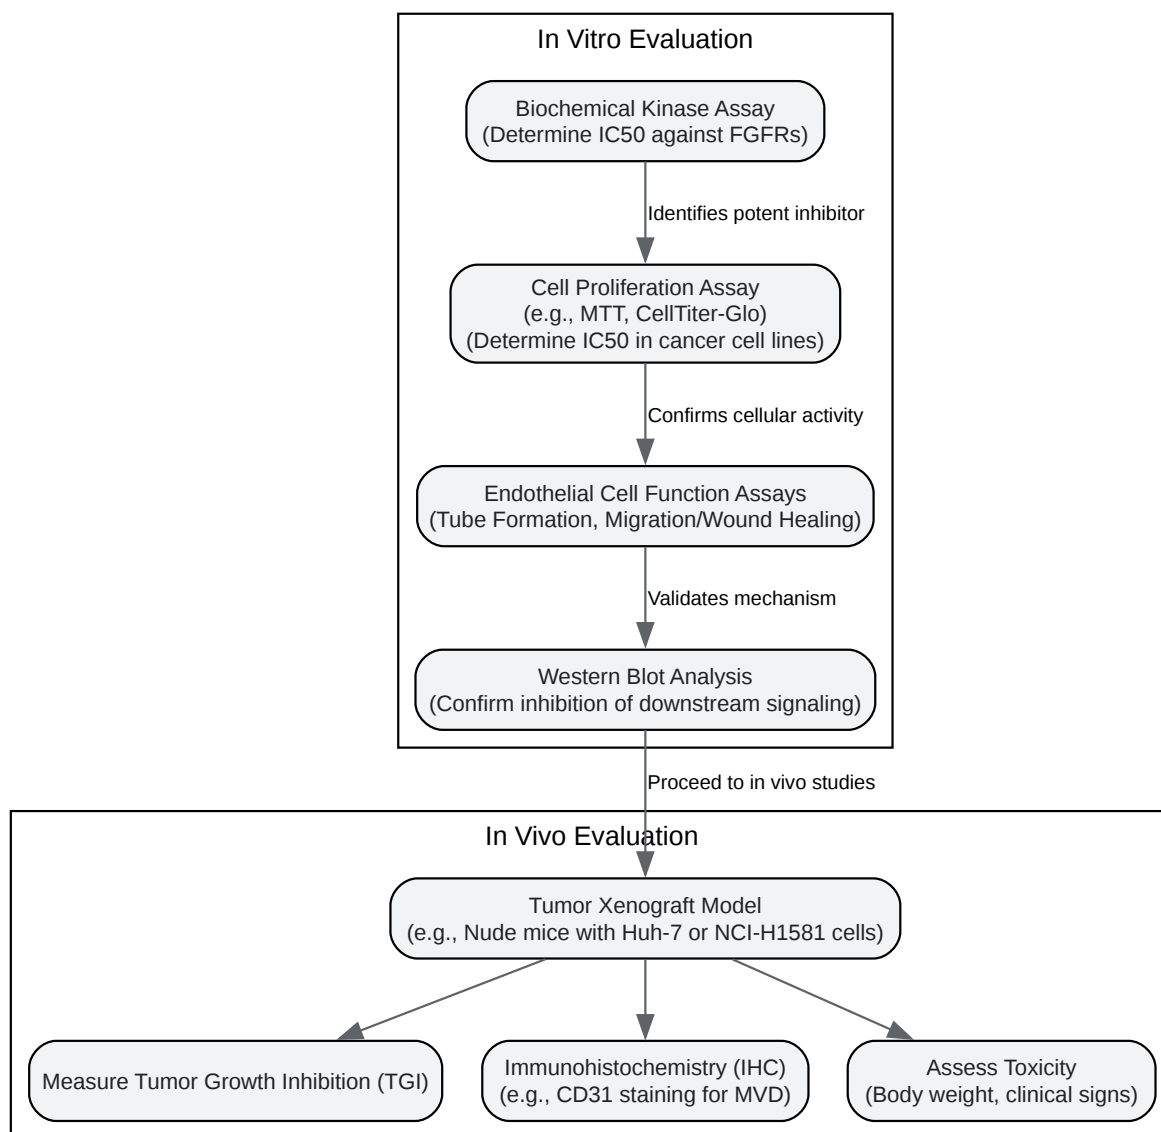 In Vitro Evaluation
Biochemical Kinase Assay
(Determine IC50 against FGFRs)
Identifies potent inhibitor
Cell Proliferation Assay
(e.g., MTT, CellTiter-Glo)
(Determine IC50 in cancer cell lines)
Confirms cellular activity
Endothelial Cell Function Assays
(Tube Formation, Migration/Wound Healing)
Validates mechanism
Western Blot Analysis
(Confirm inhibition of downstream signaling)
Proceed to in vivo studies
In Vivo Evaluation
Tumor Xenograft Model
(e.g., Nude mice with Huh-7 or NCI-H1581 cells)
Measure Tumor Growth Inhibition (TGI)
Immunohistochemistry (IHC)
(e.g., CD31 staining for MVD)
Assess Toxicity
(Body weight, clinical signs)